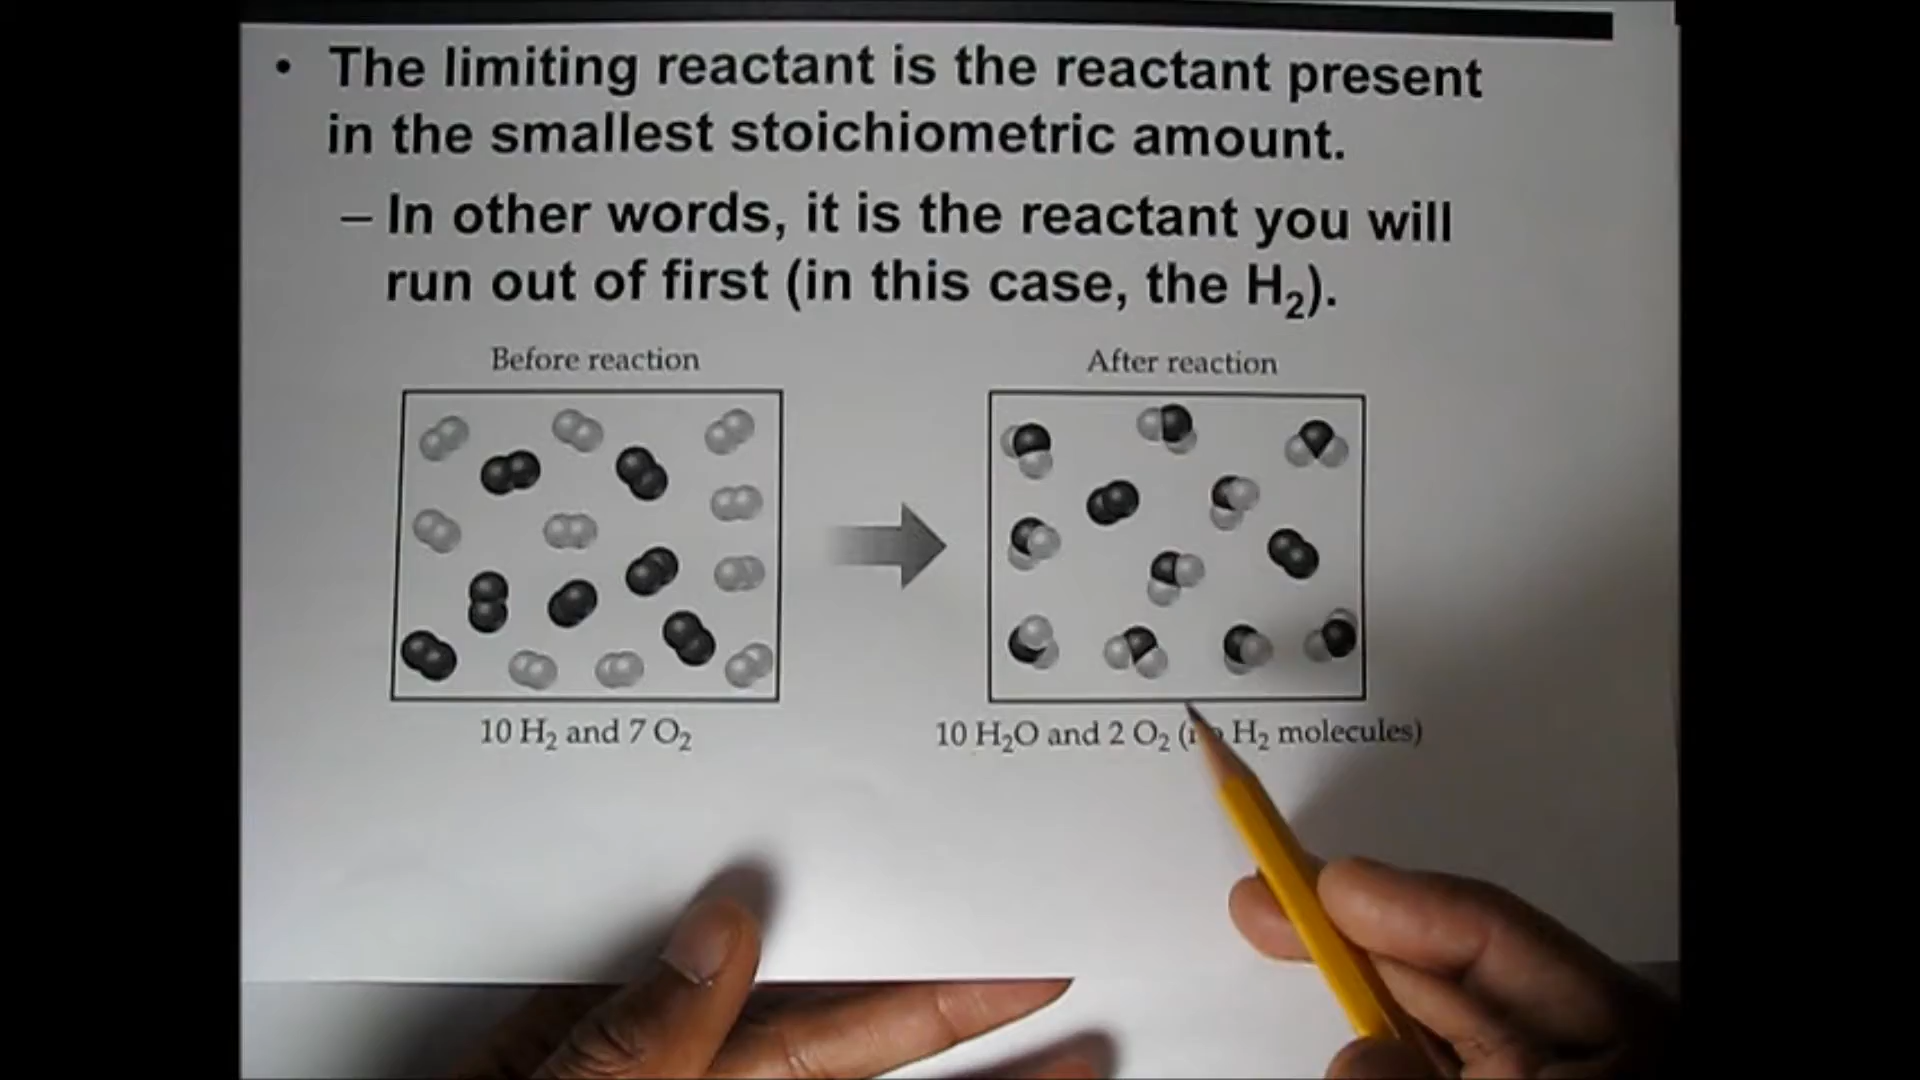 • The limiting reactant is the reactant present
in the smallest stoichiometric amount.
– In other words, it is the reactant you will
run out of first (in this case, the H₂).
Before reaction
After reaction
10 H₂ and 7 O₂
10 H₂O and 2 O₂ ( H₂ molecules)